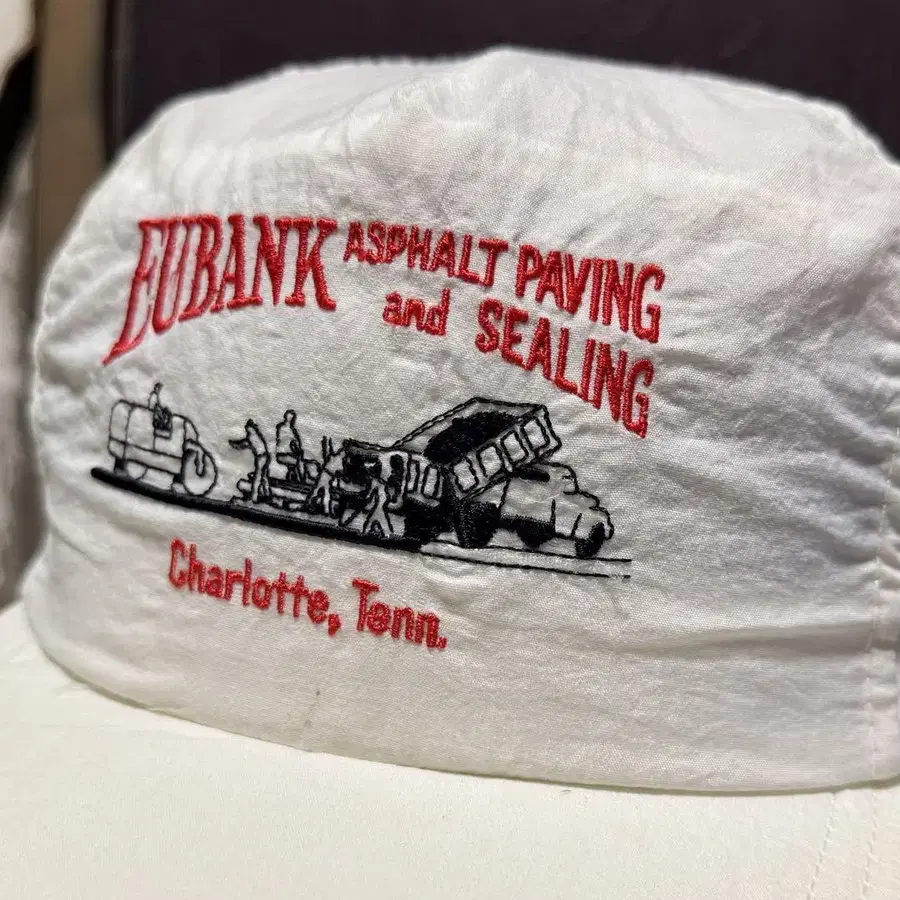 EUBANK ASPHALT PAVING
and SEALING
Charlotte, Tenn.